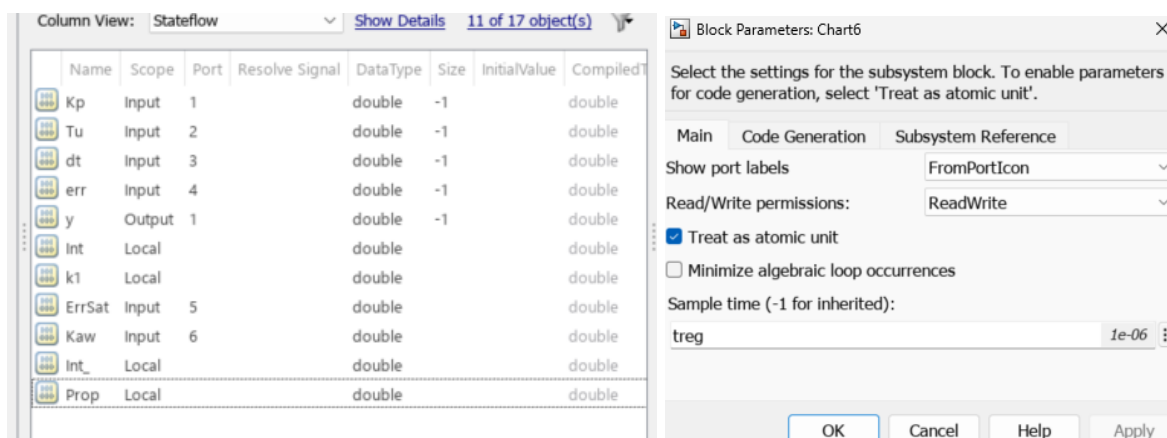 Column View: Stateflow Show Details 11 of 17 object(s)
Name Scope Port Resolve Signal DataType Size InitialValue CompiledT
Kp Input 1 double -1 double
Tu Input 2 double -1 double
dt Input 3 double -1 double
err Input 4 double -1 double
y Output 1 double -1 double
Int Local double double
k1 Local double double
ErrSat Input 5 double double
Kaw Input 6 double double
Int_ Local double double
Prop Local double double
Block Parameters: Chart6
Select the settings for the subsystem block. To enable parameters
for code generation, select 'Treat as atomic unit'.
Main Code Generation Subsystem Reference
Show port labels FromPortIcon
Read/Write permissions: ReadWrite
Treat as atomic unit
Minimize algebraic loop occurrences
Sample time (-1 for inherited):
treg 1e-06
OK Cancel Help Apply